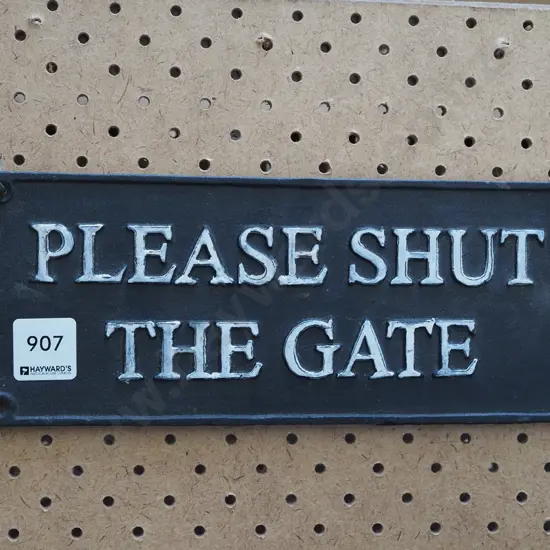 PLEASE SHUT
THE GATE
907
HAYWARD'S